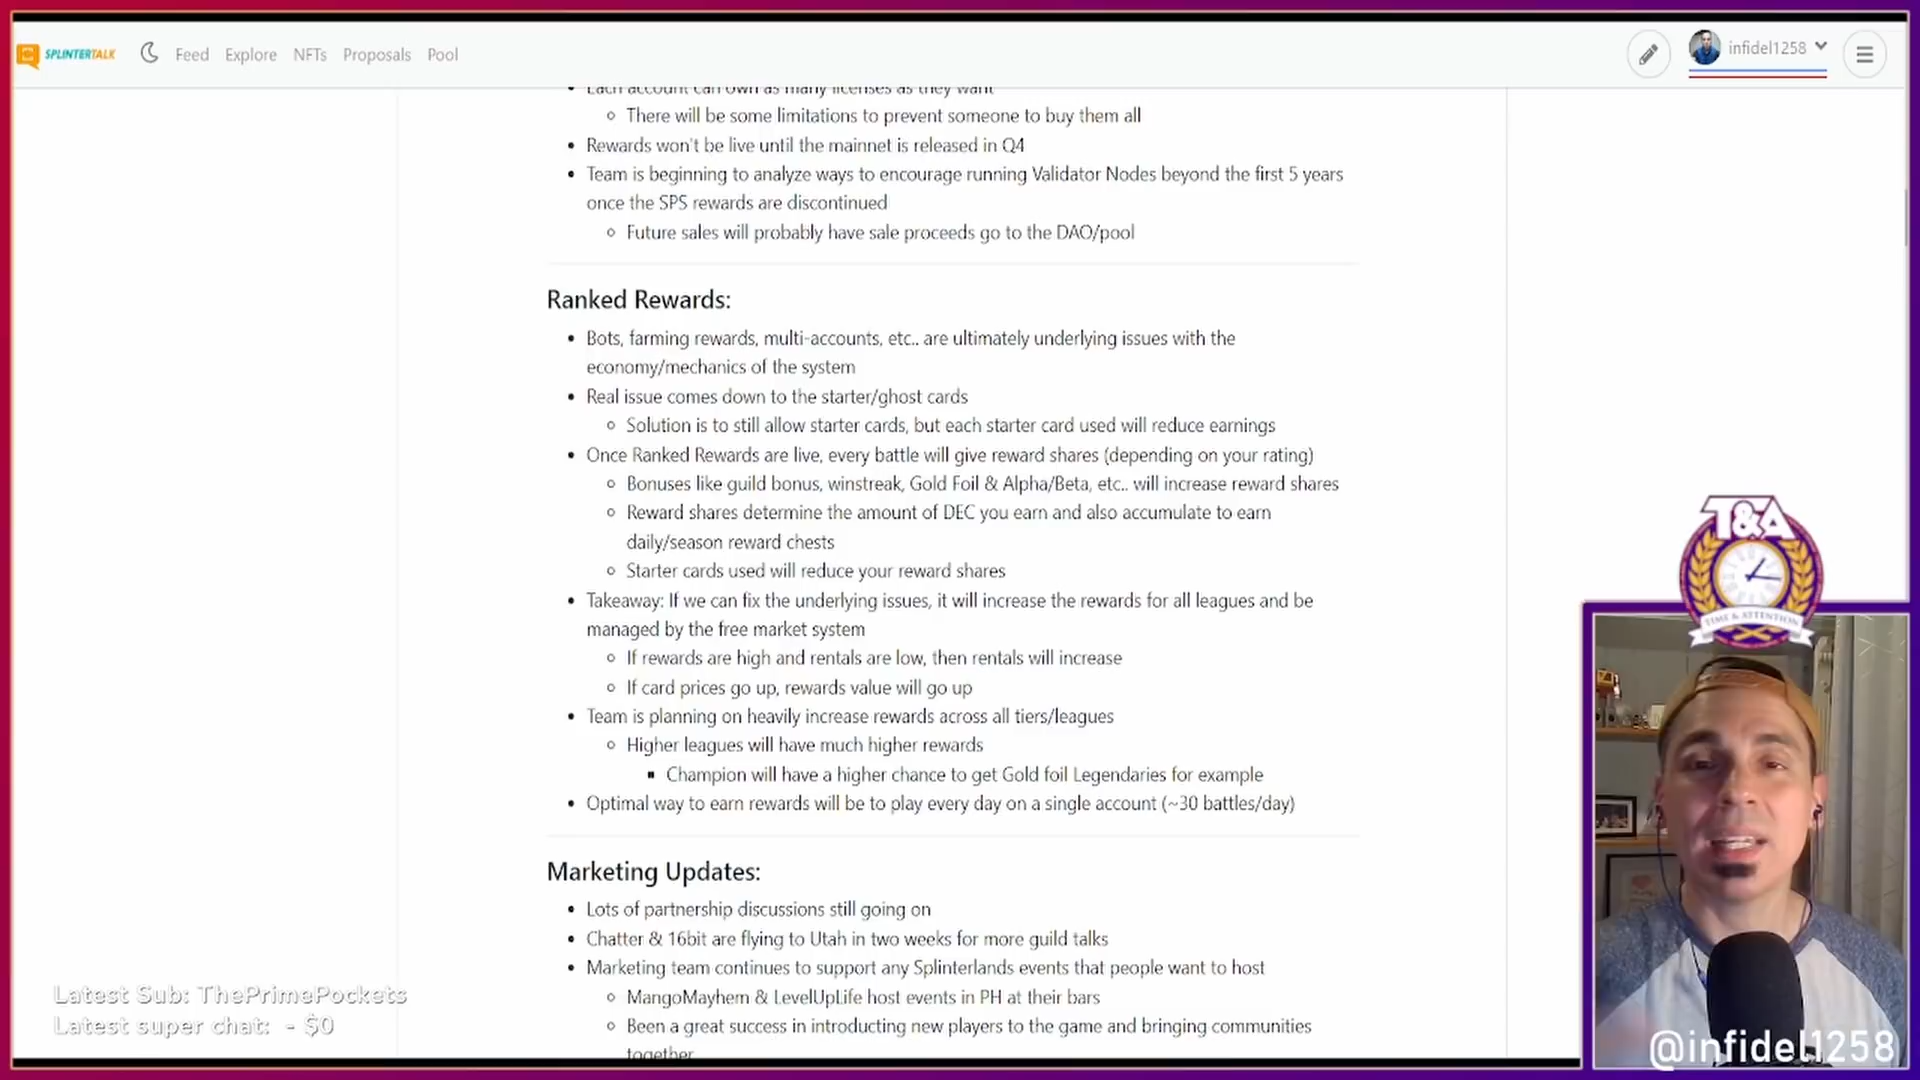 SPLINTERTALK
Feed Explore NFTs Proposals Pool
infidel1258
Each account can own as many licenses as they want
There will be some limitations to prevent someone to buy them all
Rewards won't be live until the mainnet is released in Q4
Team is beginning to analyze ways to encourage running Validator Nodes beyond the first 5 years
once the SPS rewards are discontinued
Future sales will probably have sale proceeds go to the DAO/pool
Ranked Rewards:
Bots, farming rewards, multi-accounts, etc.. are ultimately underlying issues with the
economy/mechanics of the system
Real issue comes down to the starter/ghost cards
Solution is to still allow starter cards, but each starter card used will reduce earnings
Once Ranked Rewards are live, every battle will give reward shares (depending on your rating)
Bonuses like guild bonus, winstreak, Gold Foil & Alpha/Beta, etc.. will increase reward shares
Reward shares determine the amount of DEC you earn and also accumulate to earn
daily/season reward chests
Starter cards used will reduce your reward shares
Takeaway: If we can fix the underlying issues, it will increase the rewards for all leagues and be
managed by the free market system
If rewards are high and rentals are low, then rentals will increase
If card prices go up, rewards value will go up
Team is planning on heavily increase rewards across all tiers/leagues
Higher leagues will have much higher rewards
Champion will have a higher chance to get Gold foil Legendaries for example
Optimal way to earn rewards will be to play every day on a single account (~30 battles/day)
Marketing Updates:
Lots of partnership discussions still going on
Chatter & 16bit are flying to Utah in two weeks for more guild talks
Marketing team continues to support any Splinterlands events that people want to host
MangoMayhem & LevelUpLife host events in PH at their bars
Been a great success in introducting new players to the game and bringing communities
together
T&A
TIME & ATTENTION
Latest Sub: ThePrimePockets
Latest super chat: - $0
@infidel1258